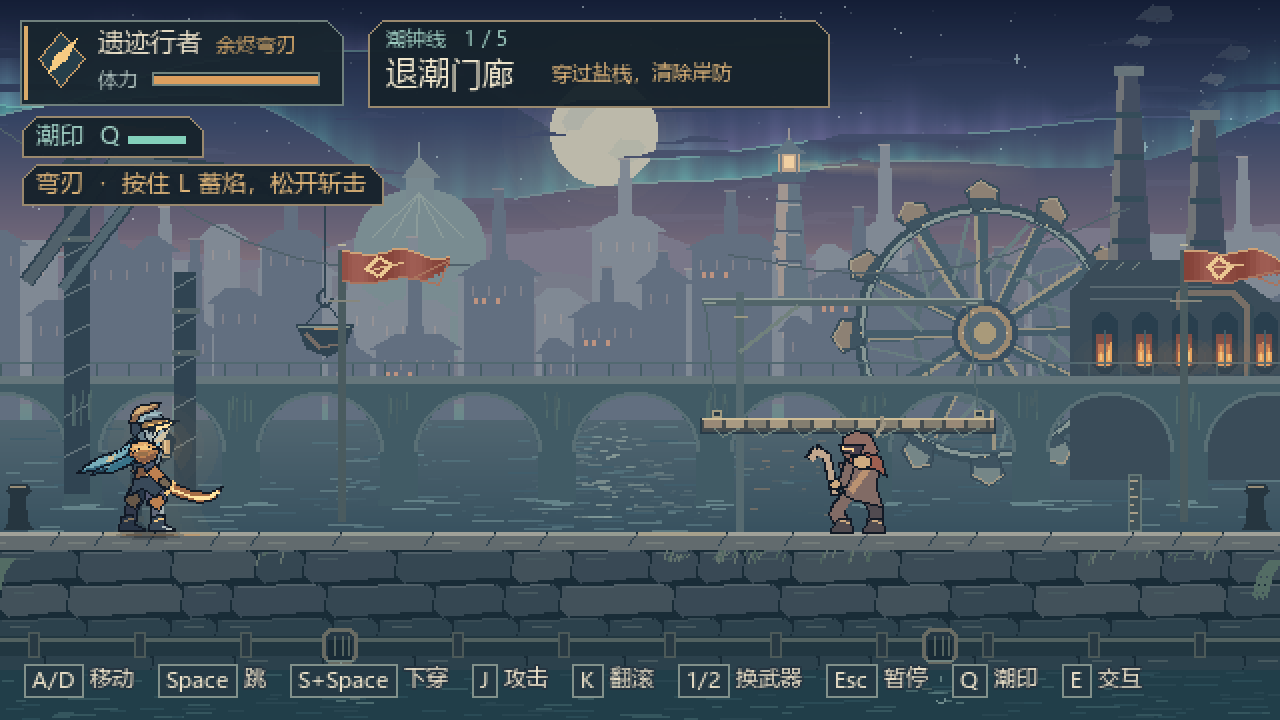 遗迹行者 余烬弯刃
体力
潮钟线 1 / 5
退潮门廊 穿过盐栈，清除岸防
潮印 Q
弯刃 · 按住 L 蓄焰，松开斩击
A/D 移动 Space 跳 S+Space 下穿 J 攻击 K 翻滚 1/2 换武器 Esc 暂停 · Q 潮印 E 交互